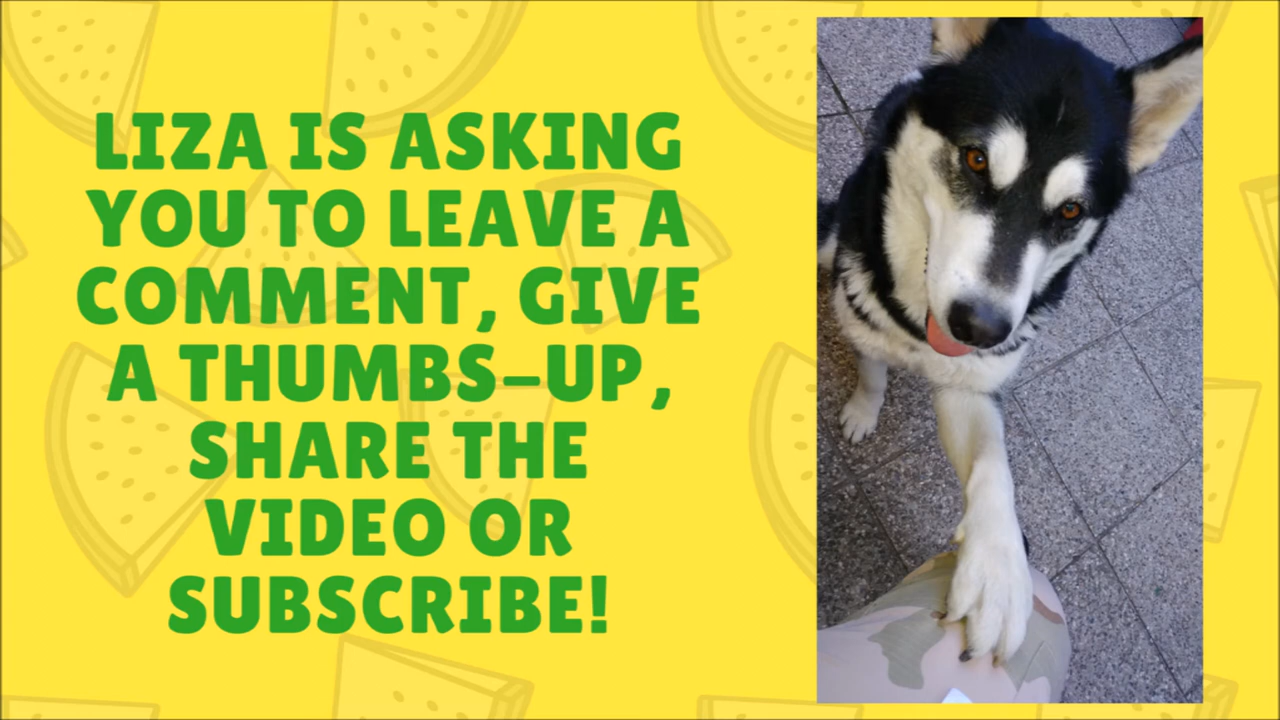 LIZA IS ASKING
YOU TO LEAVE A
COMMENT, GIVE
A THUMBS-UP,
SHARE THE
VIDEO OR
SUBSCRIBE!